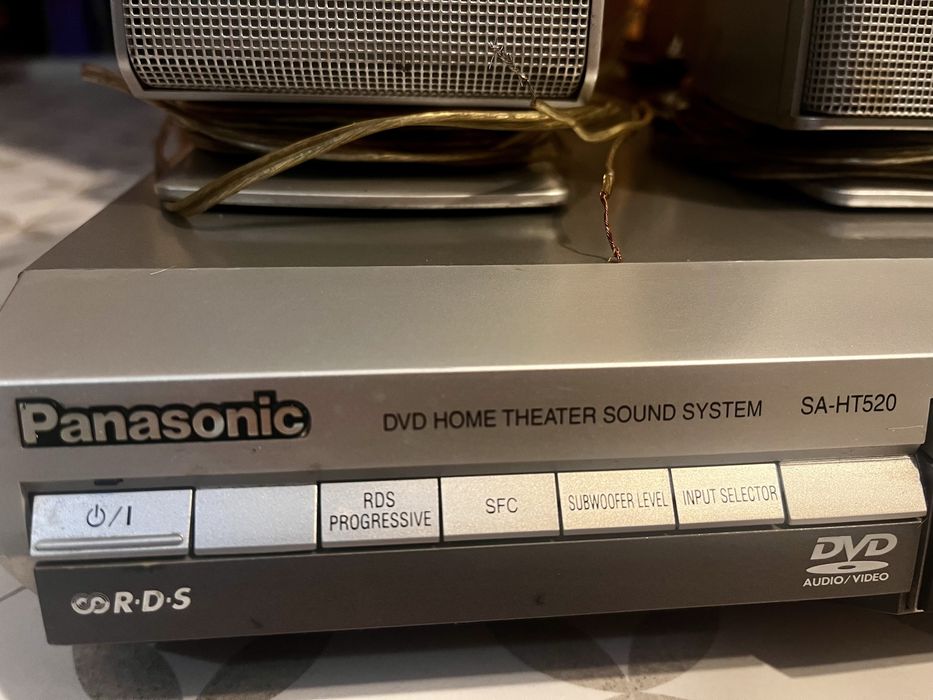 Panasonic
DVD HOME THEATER SOUND SYSTEM
SA-HT520
⏻/I
RDS
PROGRESSIVE
SFC
SUBWOOFER LEVEL
INPUT SELECTOR
R·D·S
DVD
AUDIO/VIDEO